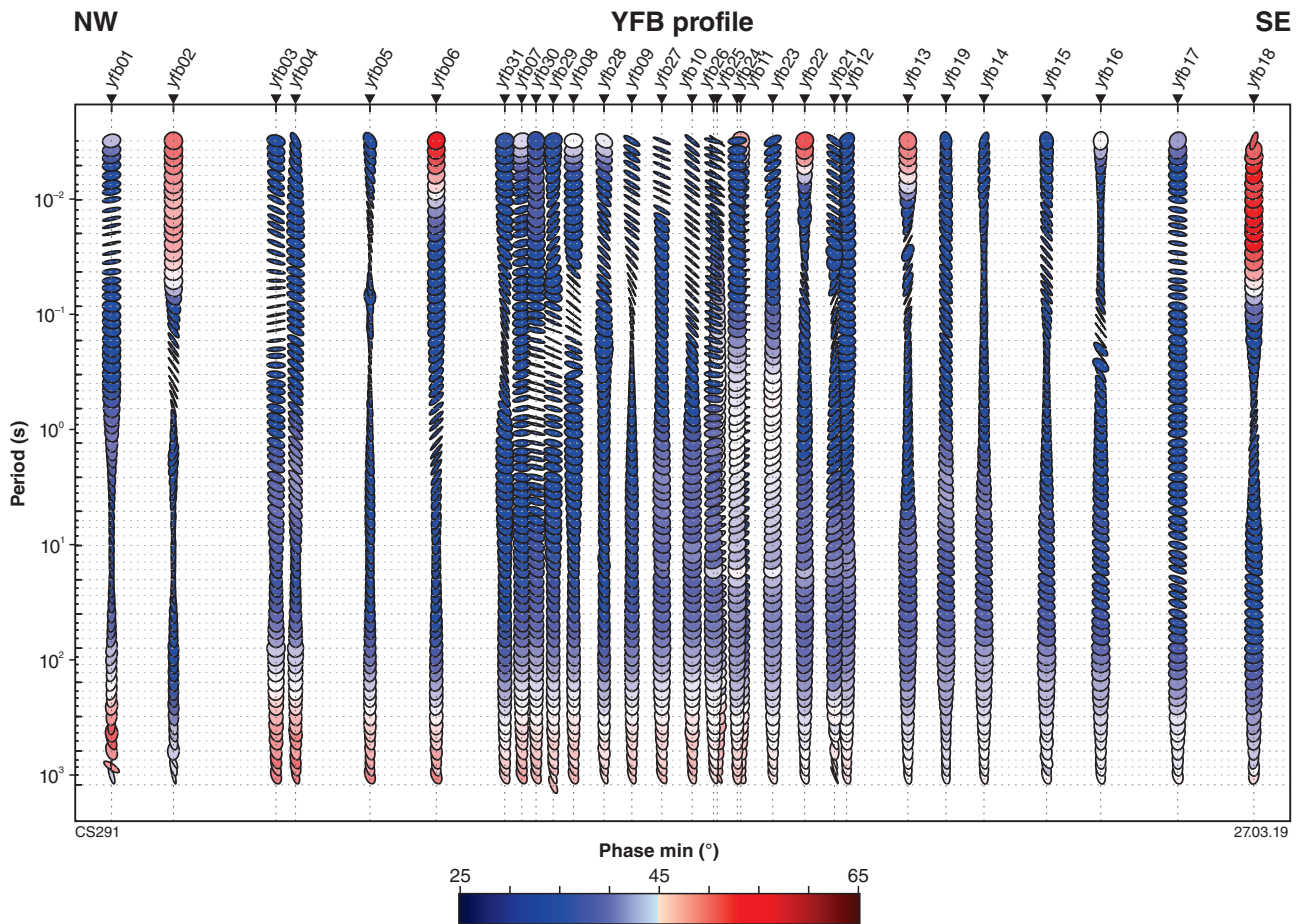 NW YFB profile SE
yfb01 yfb02 yfb03 yfb04 yfb05 yfb06 yfb31 yfb07 yfb30 yfb29 yfb08 yfb28 yfb09 yfb27 yfb10 yfb26 yfb25 yfb24 yfb11 yfb23 yfb22 yfb21 yfb12 yfb13 yfb19 yfb14 yfb15 yfb16 yfb17 yfb18
10⁻²
10⁻¹
10⁰
10¹
10²
10³
Period (s)
CS291 27.03.19
Phase min (°)
25 45 65